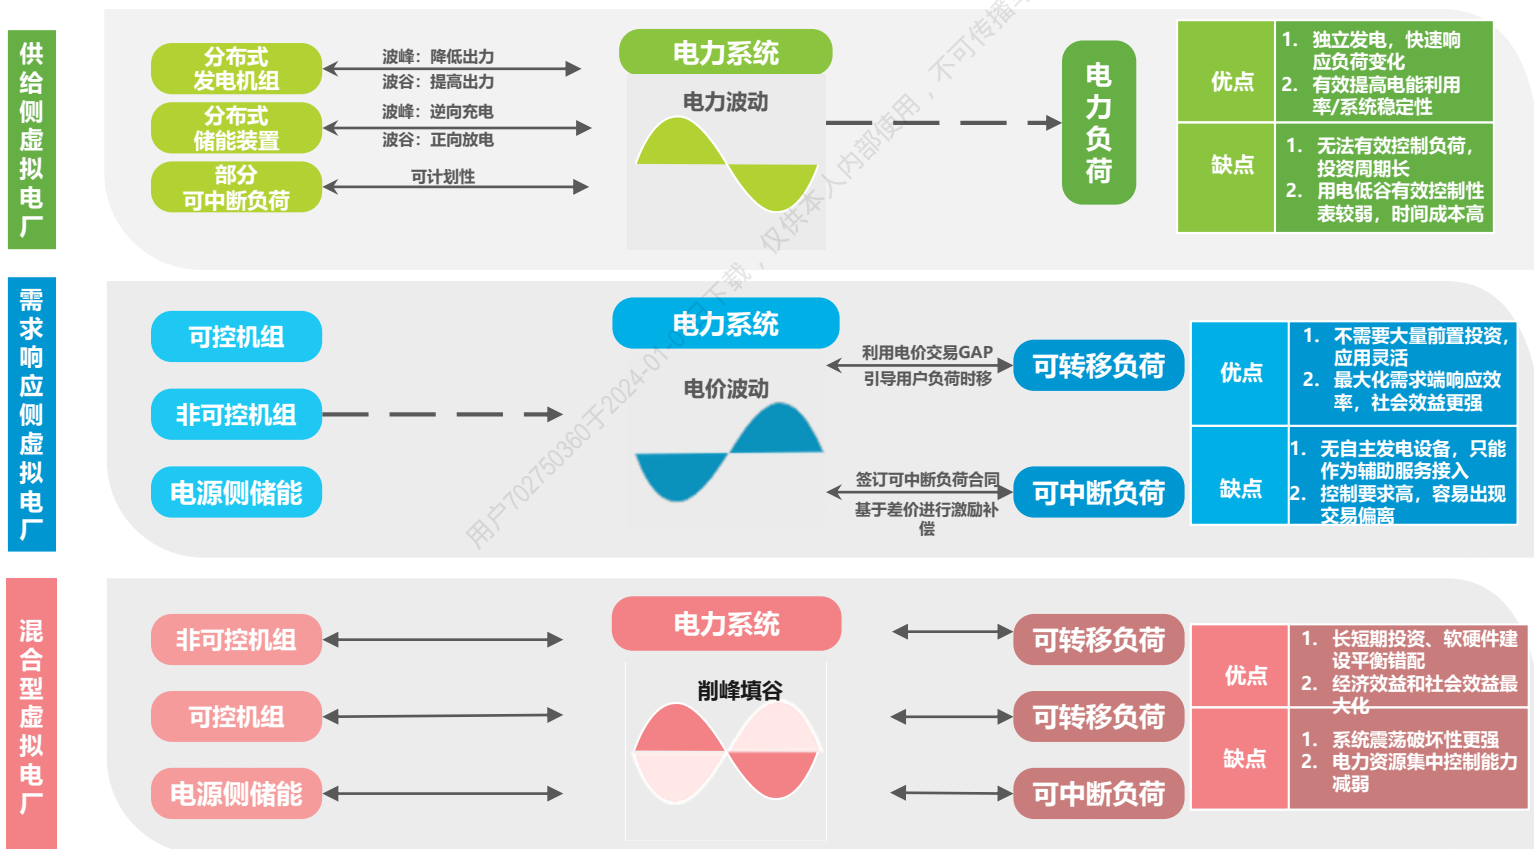 供给侧虚拟电厂
分布式
发电机组
波峰：降低出力
波谷：提高出力
分布式
储能装置
波峰：逆向充电
波谷：正向放电
部分
可中断负荷
可计划性
电力系统
电力波动
电力负荷
优点
1. 独立发电，快速响
应负荷变化
2. 有效提高电能利用
率/系统稳定性
缺点
1. 无法有效控制负荷，
投资周期长
2. 用电低谷有效控制性
表较弱，时间成本高
需求响应侧虚拟电厂
可控机组
非可控机组
电源侧储能
电力系统
电价波动
利用电价交易GAP
引导用户负荷时移
可转移负荷
签订可中断负荷合同
基于差价进行激励补
偿
可中断负荷
优点
1. 不需要大量前置投资，
应用灵活
2. 最大化需求端响应效
率，社会效益更强
缺点
1. 无自主发电设备，只能
作为辅助服务接入
2. 控制要求高，容易出现
交易偏离
混合型虚拟电厂
非可控机组
可控机组
电源侧储能
电力系统
削峰填谷
可转移负荷
可转移负荷
可中断负荷
优点
1. 长短期投资、软硬件建
设平衡错配
2. 经济效益和社会效益最
大化
缺点
1. 系统震荡破坏性更强
2. 电力资源集中控制能力
减弱